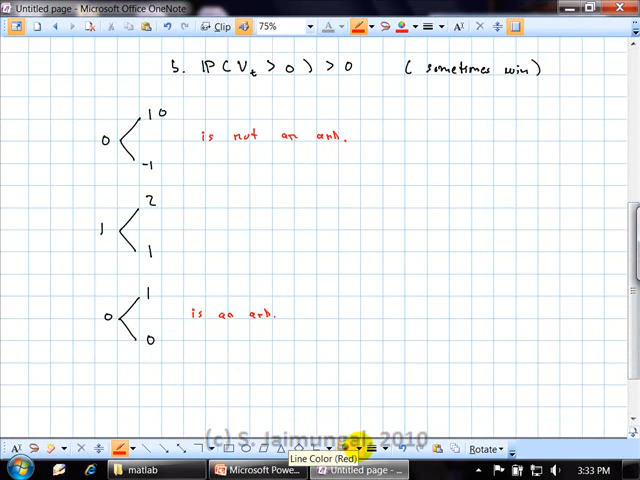 Untitled page - Microsoft Office OneNote
Clip 75%
3. IP ( V_t > 0 ) > 0 ( sometimes win )
10
0 is not an arb.
-1
2
1
1
1
0 is an arb.
0
(c) S. Jaimungal, 2010
Rotate
Line Color (Red)
matlab Microsoft Powe... Untitled page - ... 3:33 PM